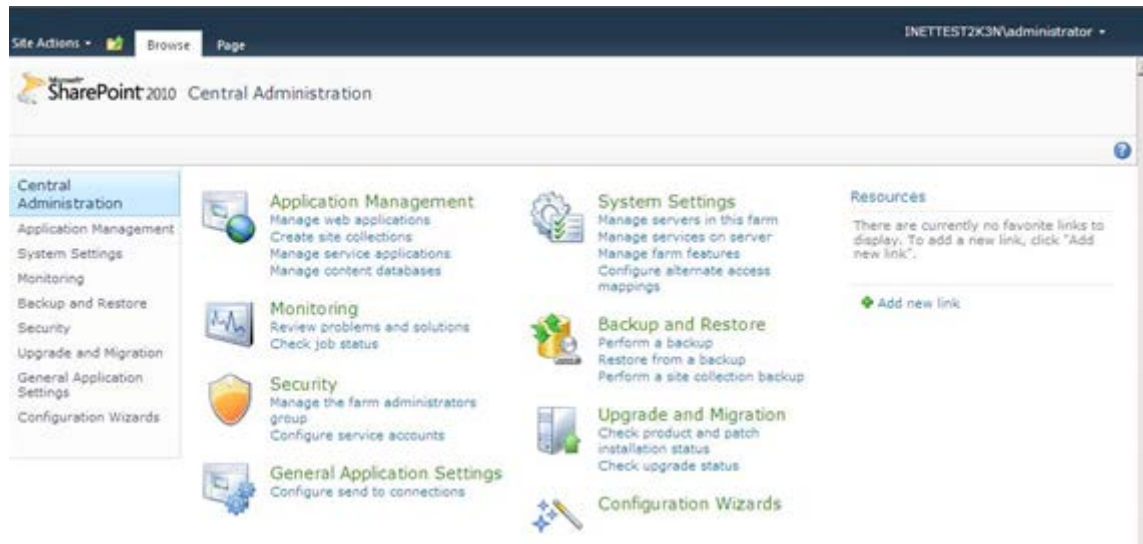 Site Actions
Browse
Page
INETTEST2K3N\administrator
Microsoft
SharePoint 2010 Central Administration
Central
Administration
Application Management
System Settings
Monitoring
Backup and Restore
Security
Upgrade and Migration
General Application
Settings
Configuration Wizards
Application Management
Manage web applications
Create site collections
Manage service applications
Manage content databases
Monitoring
Review problems and solutions
Check job status
Security
Manage the farm administrators
group
Configure service accounts
General Application Settings
Configure send to connections
System Settings
Manage servers in this farm
Manage services on server
Manage farm features
Configure alternate access
mappings
Backup and Restore
Perform a backup
Restore from a backup
Perform a site collection backup
Upgrade and Migration
Check product and patch
installation status
Check upgrade status
Configuration Wizards
Resources
There are currently no favorite links to
display. To add a new link, click "Add
new link".
Add new link